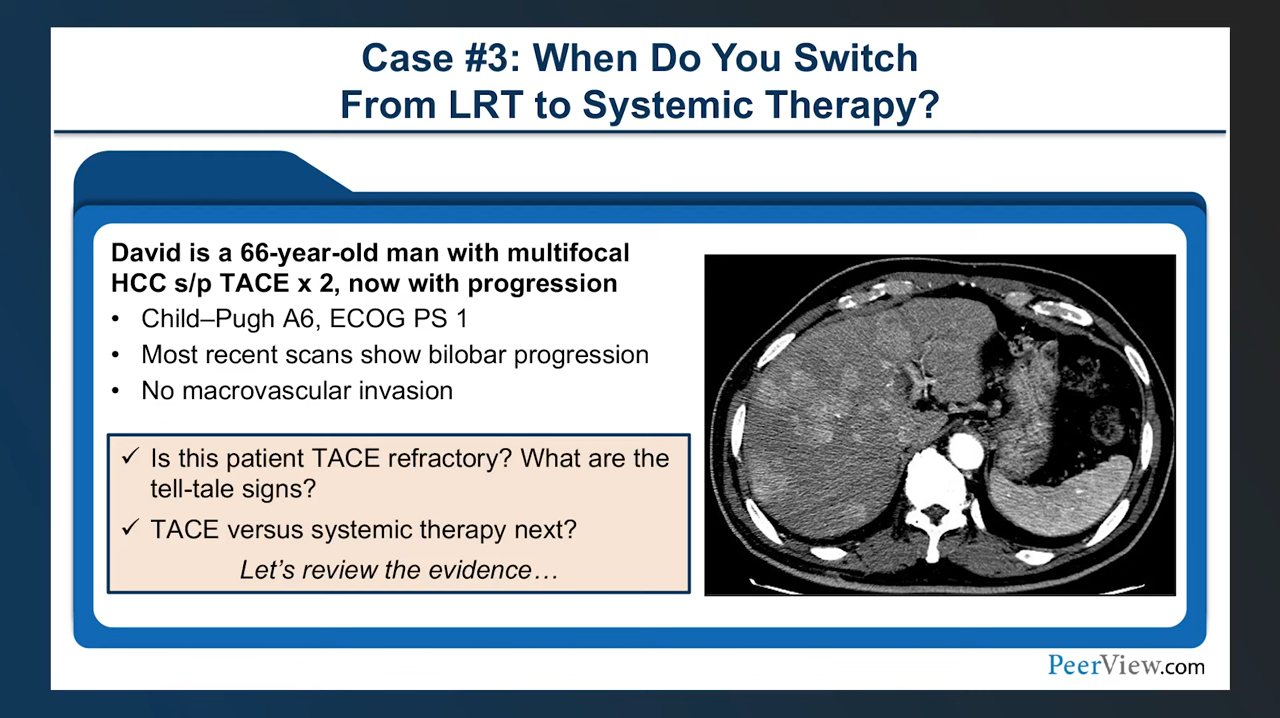 Case #3: When Do You Switch
From LRT to Systemic Therapy?
David is a 66-year-old man with multifocal
HCC s/p TACE x 2, now with progression
• Child–Pugh A6, ECOG PS 1
• Most recent scans show bilobar progression
• No macrovascular invasion
✓ Is this patient TACE refractory? What are the
tell-tale signs?
✓ TACE versus systemic therapy next?
Let’s review the evidence…
PeerView.com